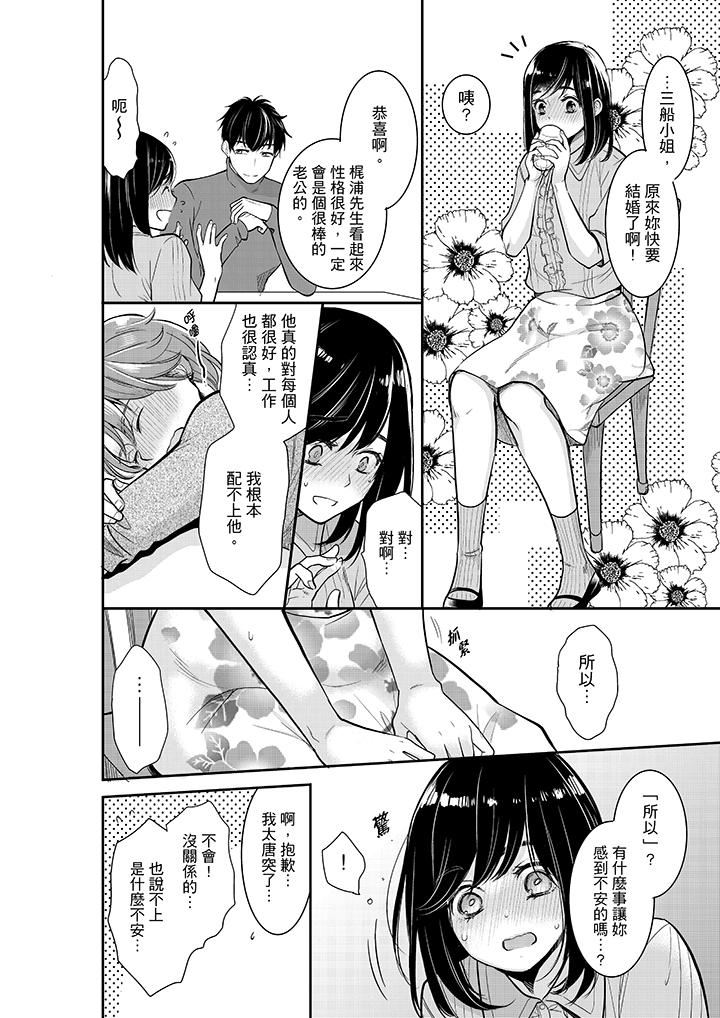 …三船小姐，
原來妳快要
結婚了啊！
咦？
恭喜啊。
梶浦先生看起來
性格很好，一定
會是個很棒的
老公的。
呃～
對…
對啊…
他真的對每個人
都很好，工作
也很認真…
我根本
配不上他。
呼嚕
所以…
抓緊
…——
「所以」？
有什麼事讓妳
感到不安的嗎…？
驚
！
啊，抱歉…
我太唐突了…
不會！
沒關係的…
也說不上
是什麼不安…